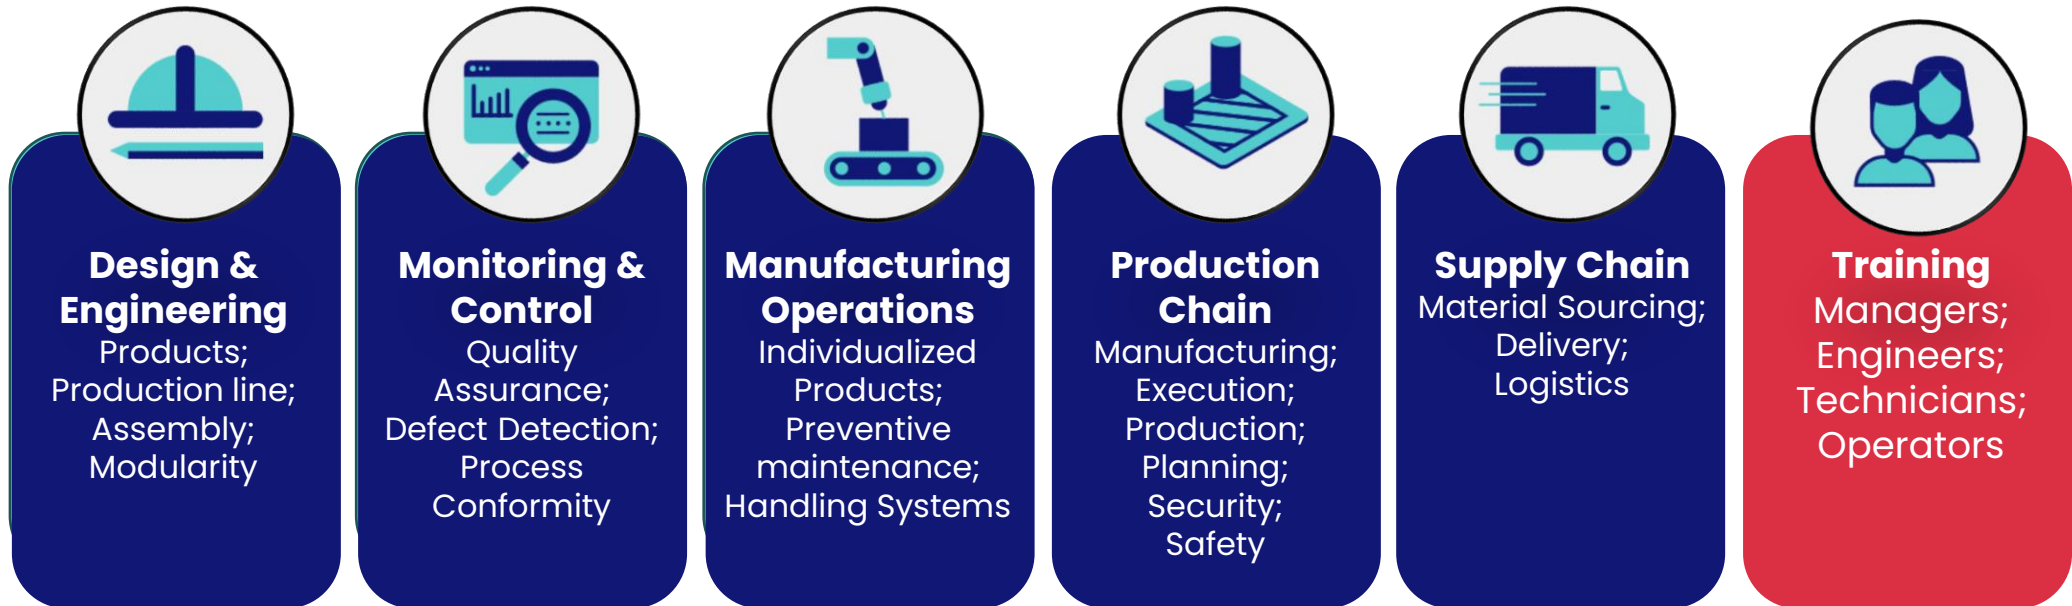 Design &
Engineering
Products;
Production line;
Assembly;
Modularity
Monitoring &
Control
Quality
Assurance;
Defect Detection;
Process
Conformity
Manufacturing
Operations
Individualized
Products;
Preventive
maintenance;
Handling Systems
Production
Chain
Manufacturing;
Execution;
Production;
Planning;
Security;
Safety
Supply Chain
Material Sourcing;
Delivery;
Logistics
Training
Managers;
Engineers;
Technicians;
Operators